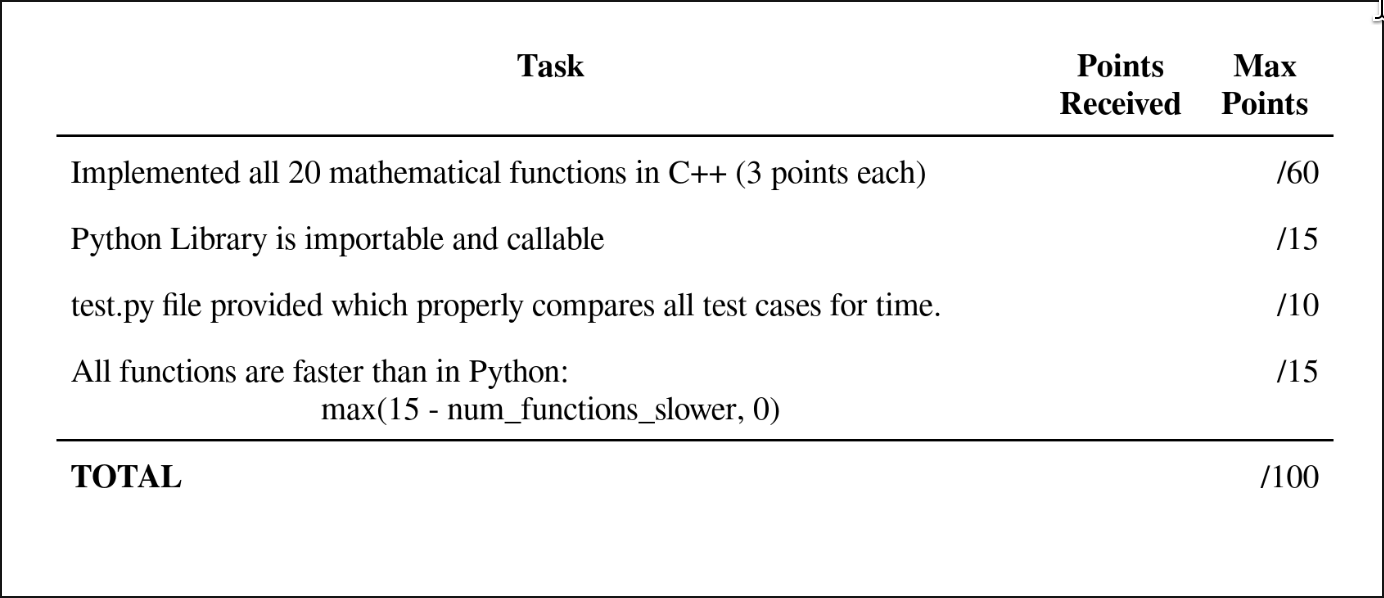 Task Points Max
Received Points
Implemented all 20 mathematical functions in C++ (3 points each) /60
Python Library is importable and callable /15
test.py file provided which properly compares all test cases for time. /10
All functions are faster than in Python: /15
max(15 - num_functions_slower, 0)
TOTAL /100